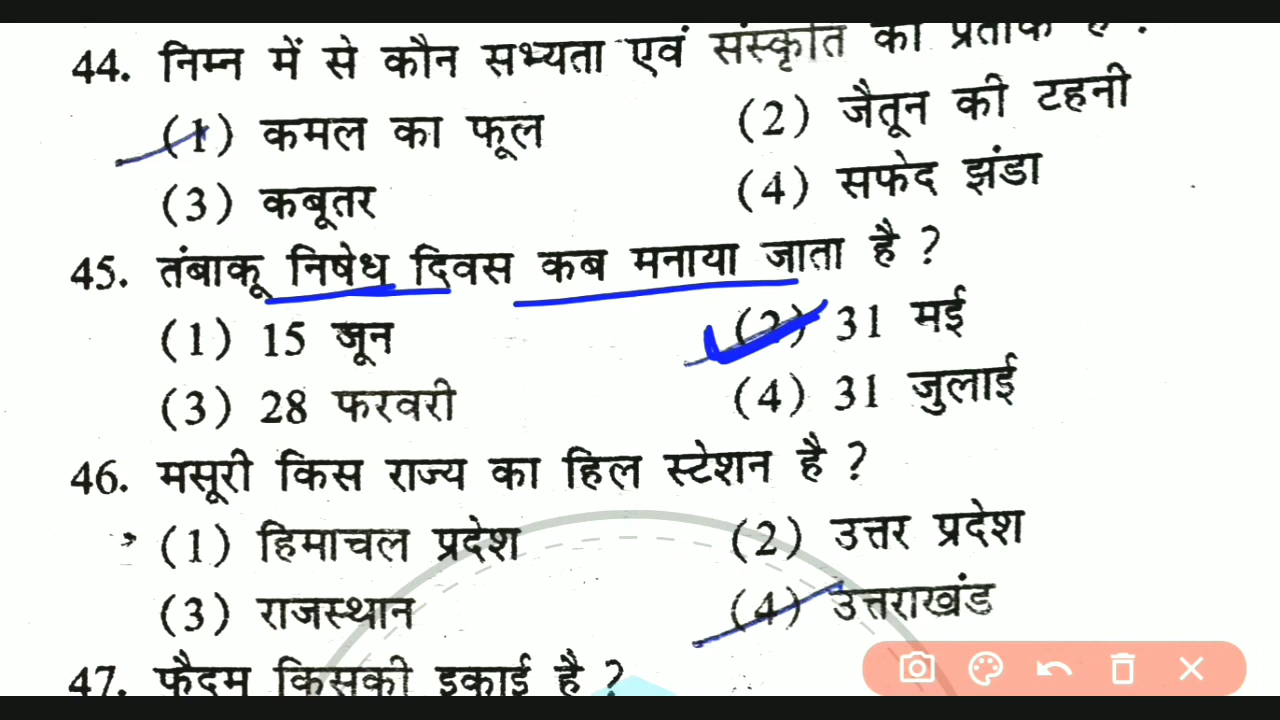 44. निम्न में से कौन सभ्यता एवं संस्कृति का प्रतीक है ?
(1) कमल का फूल (2) जैतून की टहनी
(3) कबूतर (4) सफेद झंडा
45. तंबाकू निषेध दिवस कब मनाया जाता है ?
(1) 15 जून (2) 31 मई
(3) 28 फरवरी (4) 31 जुलाई
46. मसूरी किस राज्य का हिल स्टेशन है ?
(1) हिमाचल प्रदेश (2) उत्तर प्रदेश
(3) राजस्थान (4) उत्तराखंड
47. फैदम किसकी इकाई है ?